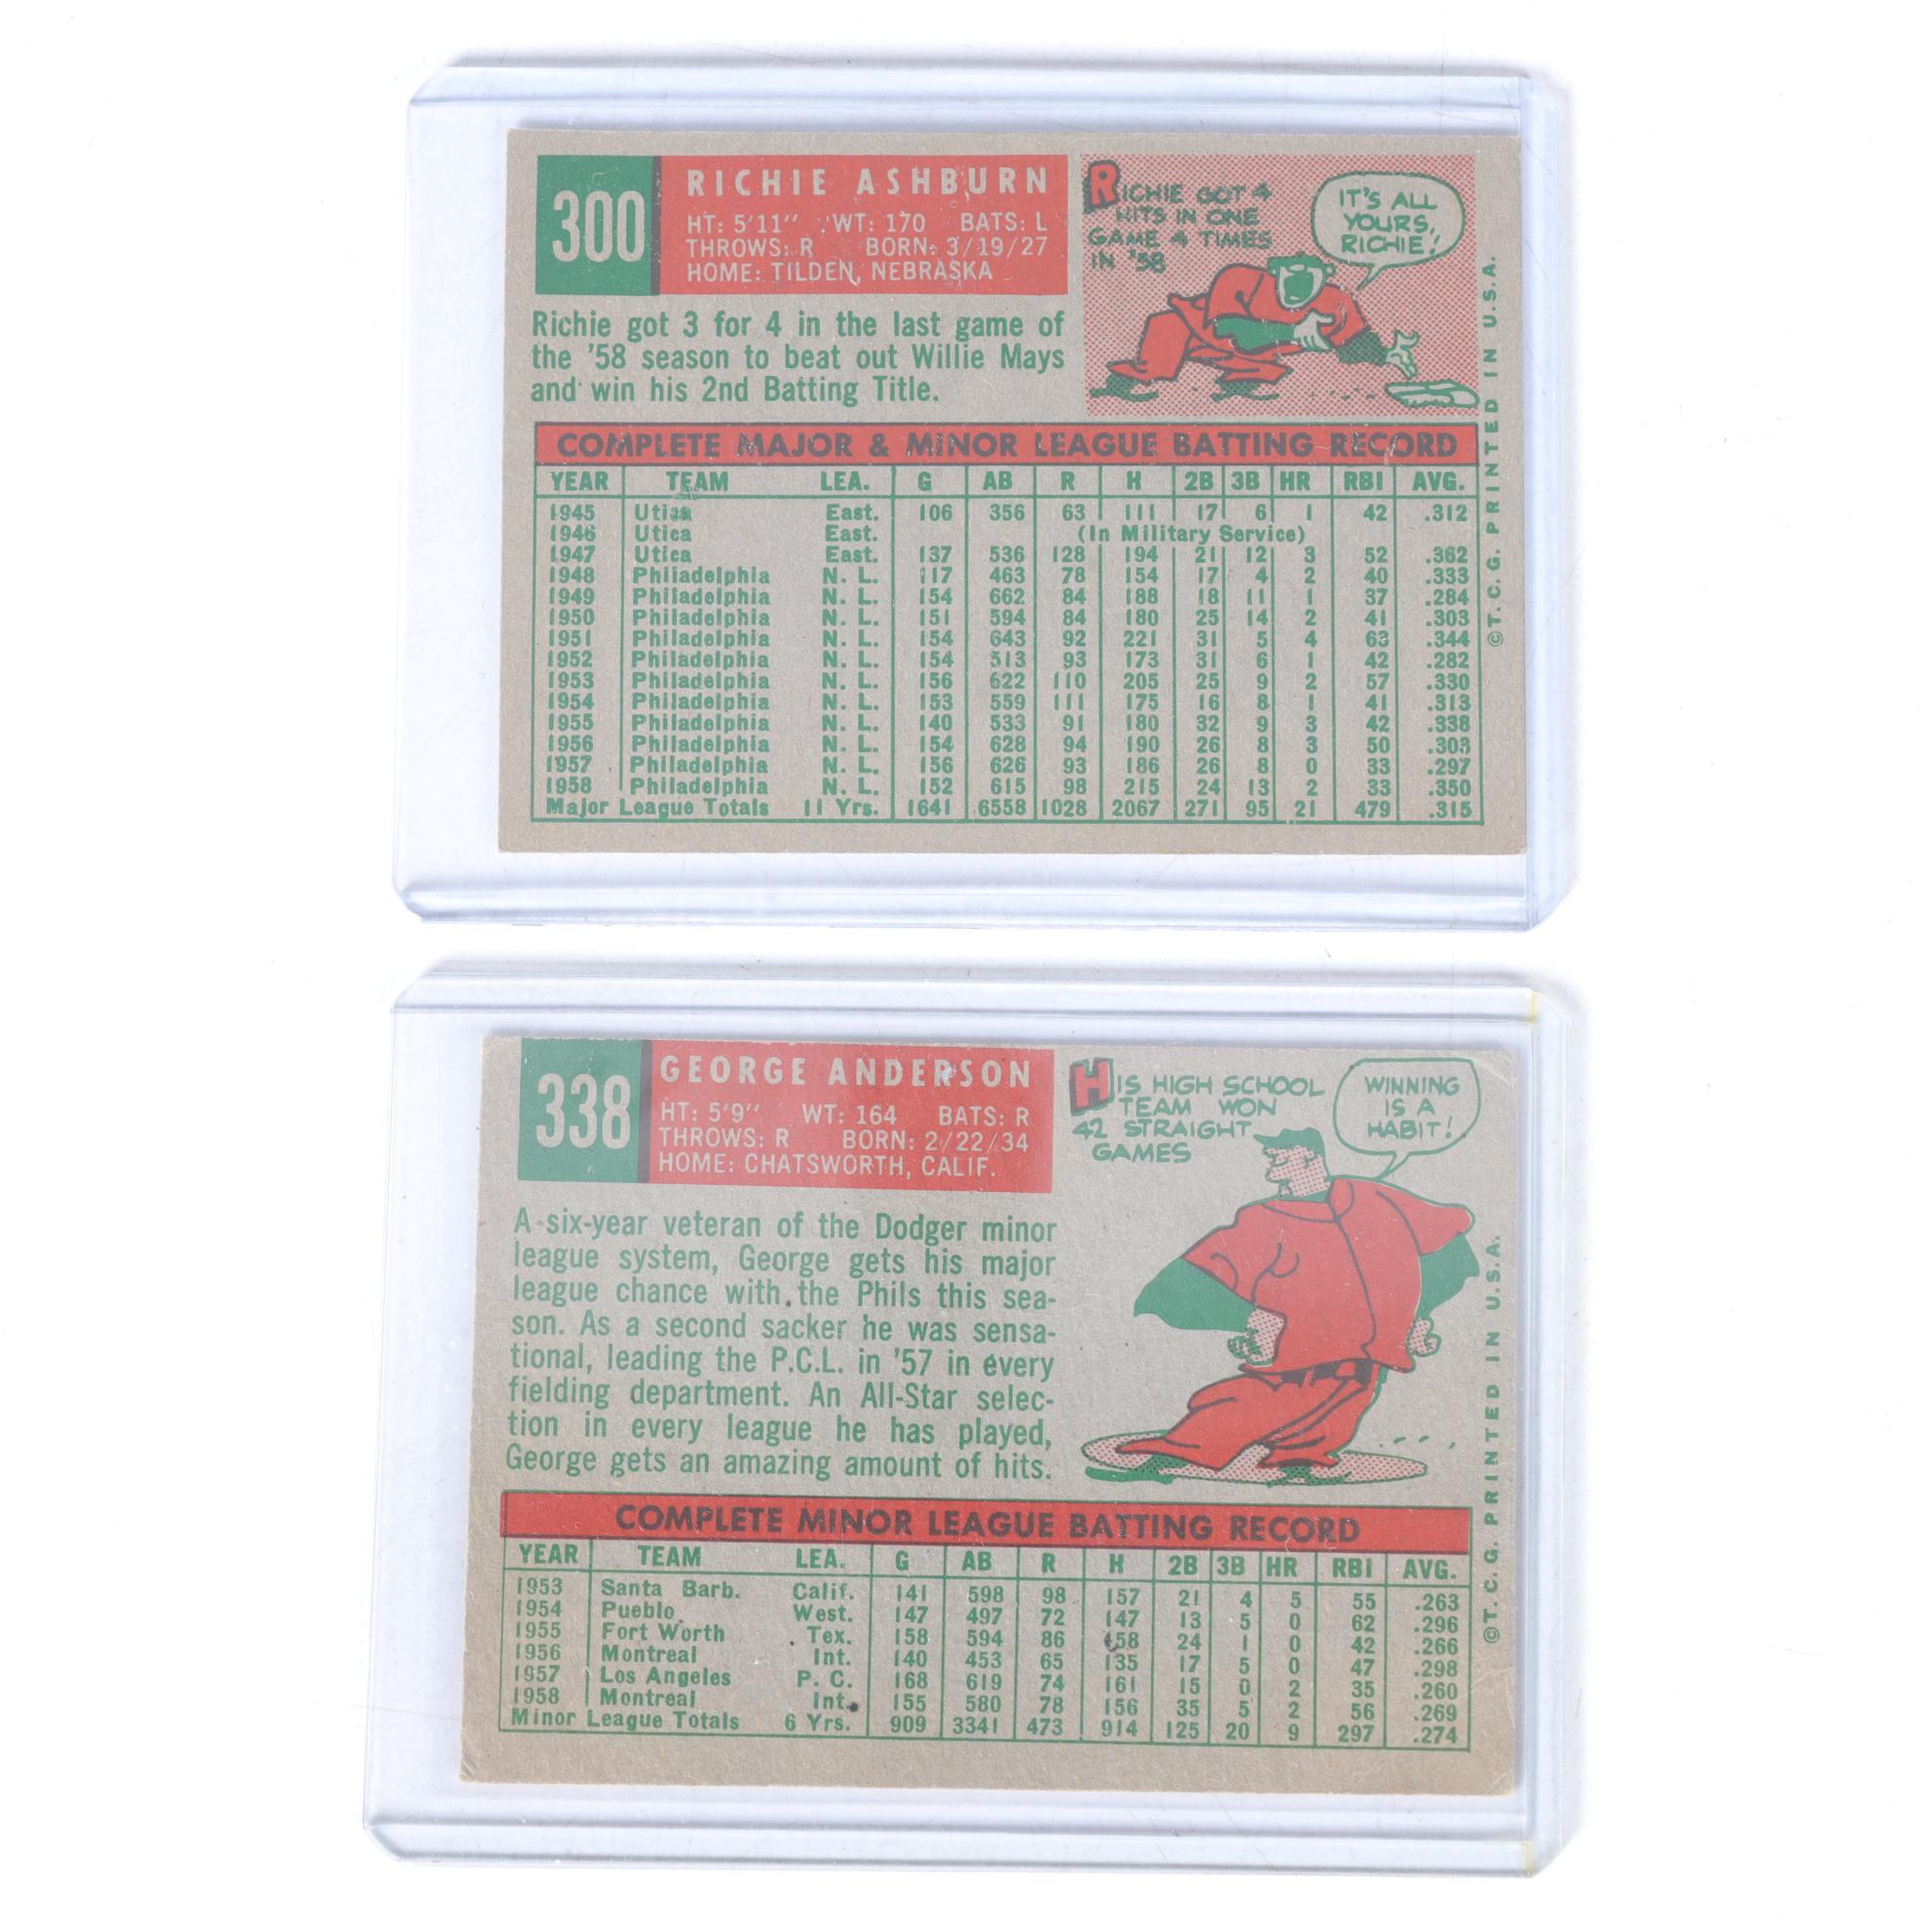 300
RICHIE ASHBURN
HT: 5'11" WT: 170 BATS: L
THROWS: R BORN: 3/19/27
HOME: TILDEN, NEBRASKA
RICHIE GOT 4
HITS IN ONE
GAME 4 TIMES
IN '58
IT'S ALL
YOURS,
RICHIE!
Richie got 3 for 4 in the last game of
the '58 season to beat out Willie Mays
and win his 2nd Batting Title.
COMPLETE MAJOR & MINOR LEAGUE BATTING RECORD
YEAR TEAM LEA. G AB R H 2B 3B HR RBI AVG.
1945 Utica East. 106 356 63 111 17 6 1 42 .312
1946 Utica East. (In Military Service)
1947 Utica East. 137 536 128 194 21 12 3 52 .362
1948 Philadelphia N. L. 117 463 78 154 17 4 2 40 .333
1949 Philadelphia N. L. 154 662 84 188 18 11 1 37 .284
1950 Philadelphia N. L. 151 594 84 180 25 14 2 41 .303
1951 Philadelphia N. L. 154 643 92 221 31 5 4 63 .344
1952 Philadelphia N. L. 154 513 93 173 31 6 1 42 .282
1953 Philadelphia N. L. 156 622 110 205 25 9 2 57 .330
1954 Philadelphia N. L. 153 559 111 175 16 8 1 41 .313
1955 Philadelphia N. L. 140 533 91 180 32 9 3 42 .338
1956 Philadelphia N. L. 154 628 94 190 26 8 3 50 .303
1957 Philadelphia N. L. 156 626 93 186 26 8 0 33 .297
1958 Philadelphia N. L. 152 615 98 215 24 13 2 33 .350
Major League Totals 11 Yrs. 1641 6558 1028 2067 271 95 21 479 .315
©T. C. G. PRINTED IN U.S.A.
338
GEORGE ANDERSON
HT: 5'9" WT: 164 BATS: R
THROWS: R BORN: 2/22/34
HOME: CHATSWORTH, CALIF.
HIS HIGH SCHOOL
TEAM WON
42 STRAIGHT
GAMES
WINNING
IS A
HABIT!
A six-year veteran of the Dodger minor
league system, George gets his major
league chance with the Phils this sea-
son. As a second sacker he was sensa-
tional, leading the P.C.L. in '57 in every
fielding department. An All-Star selec-
tion in every league he has played,
George gets an amazing amount of hits.
COMPLETE MINOR LEAGUE BATTING RECORD
YEAR TEAM LEA. G AB R H 2B 3B HR RBI AVG.
1953 Santa Barb. Calif. 141 598 98 157 21 4 5 55 .263
1954 Pueblo West. 147 497 72 147 13 5 0 62 .296
1955 Fort Worth Tex. 158 594 86 158 24 1 0 42 .266
1956 Montreal Int. 140 453 65 135 17 5 0 47 .298
1957 Los Angeles P. C. 168 619 74 161 15 0 2 35 .260
1958 Montreal Int. 155 580 78 156 35 5 2 56 .269
Minor League Totals 6 Yrs. 909 3341 473 914 125 20 9 297 .274
©T. C. G. PRINTED IN U.S.A.